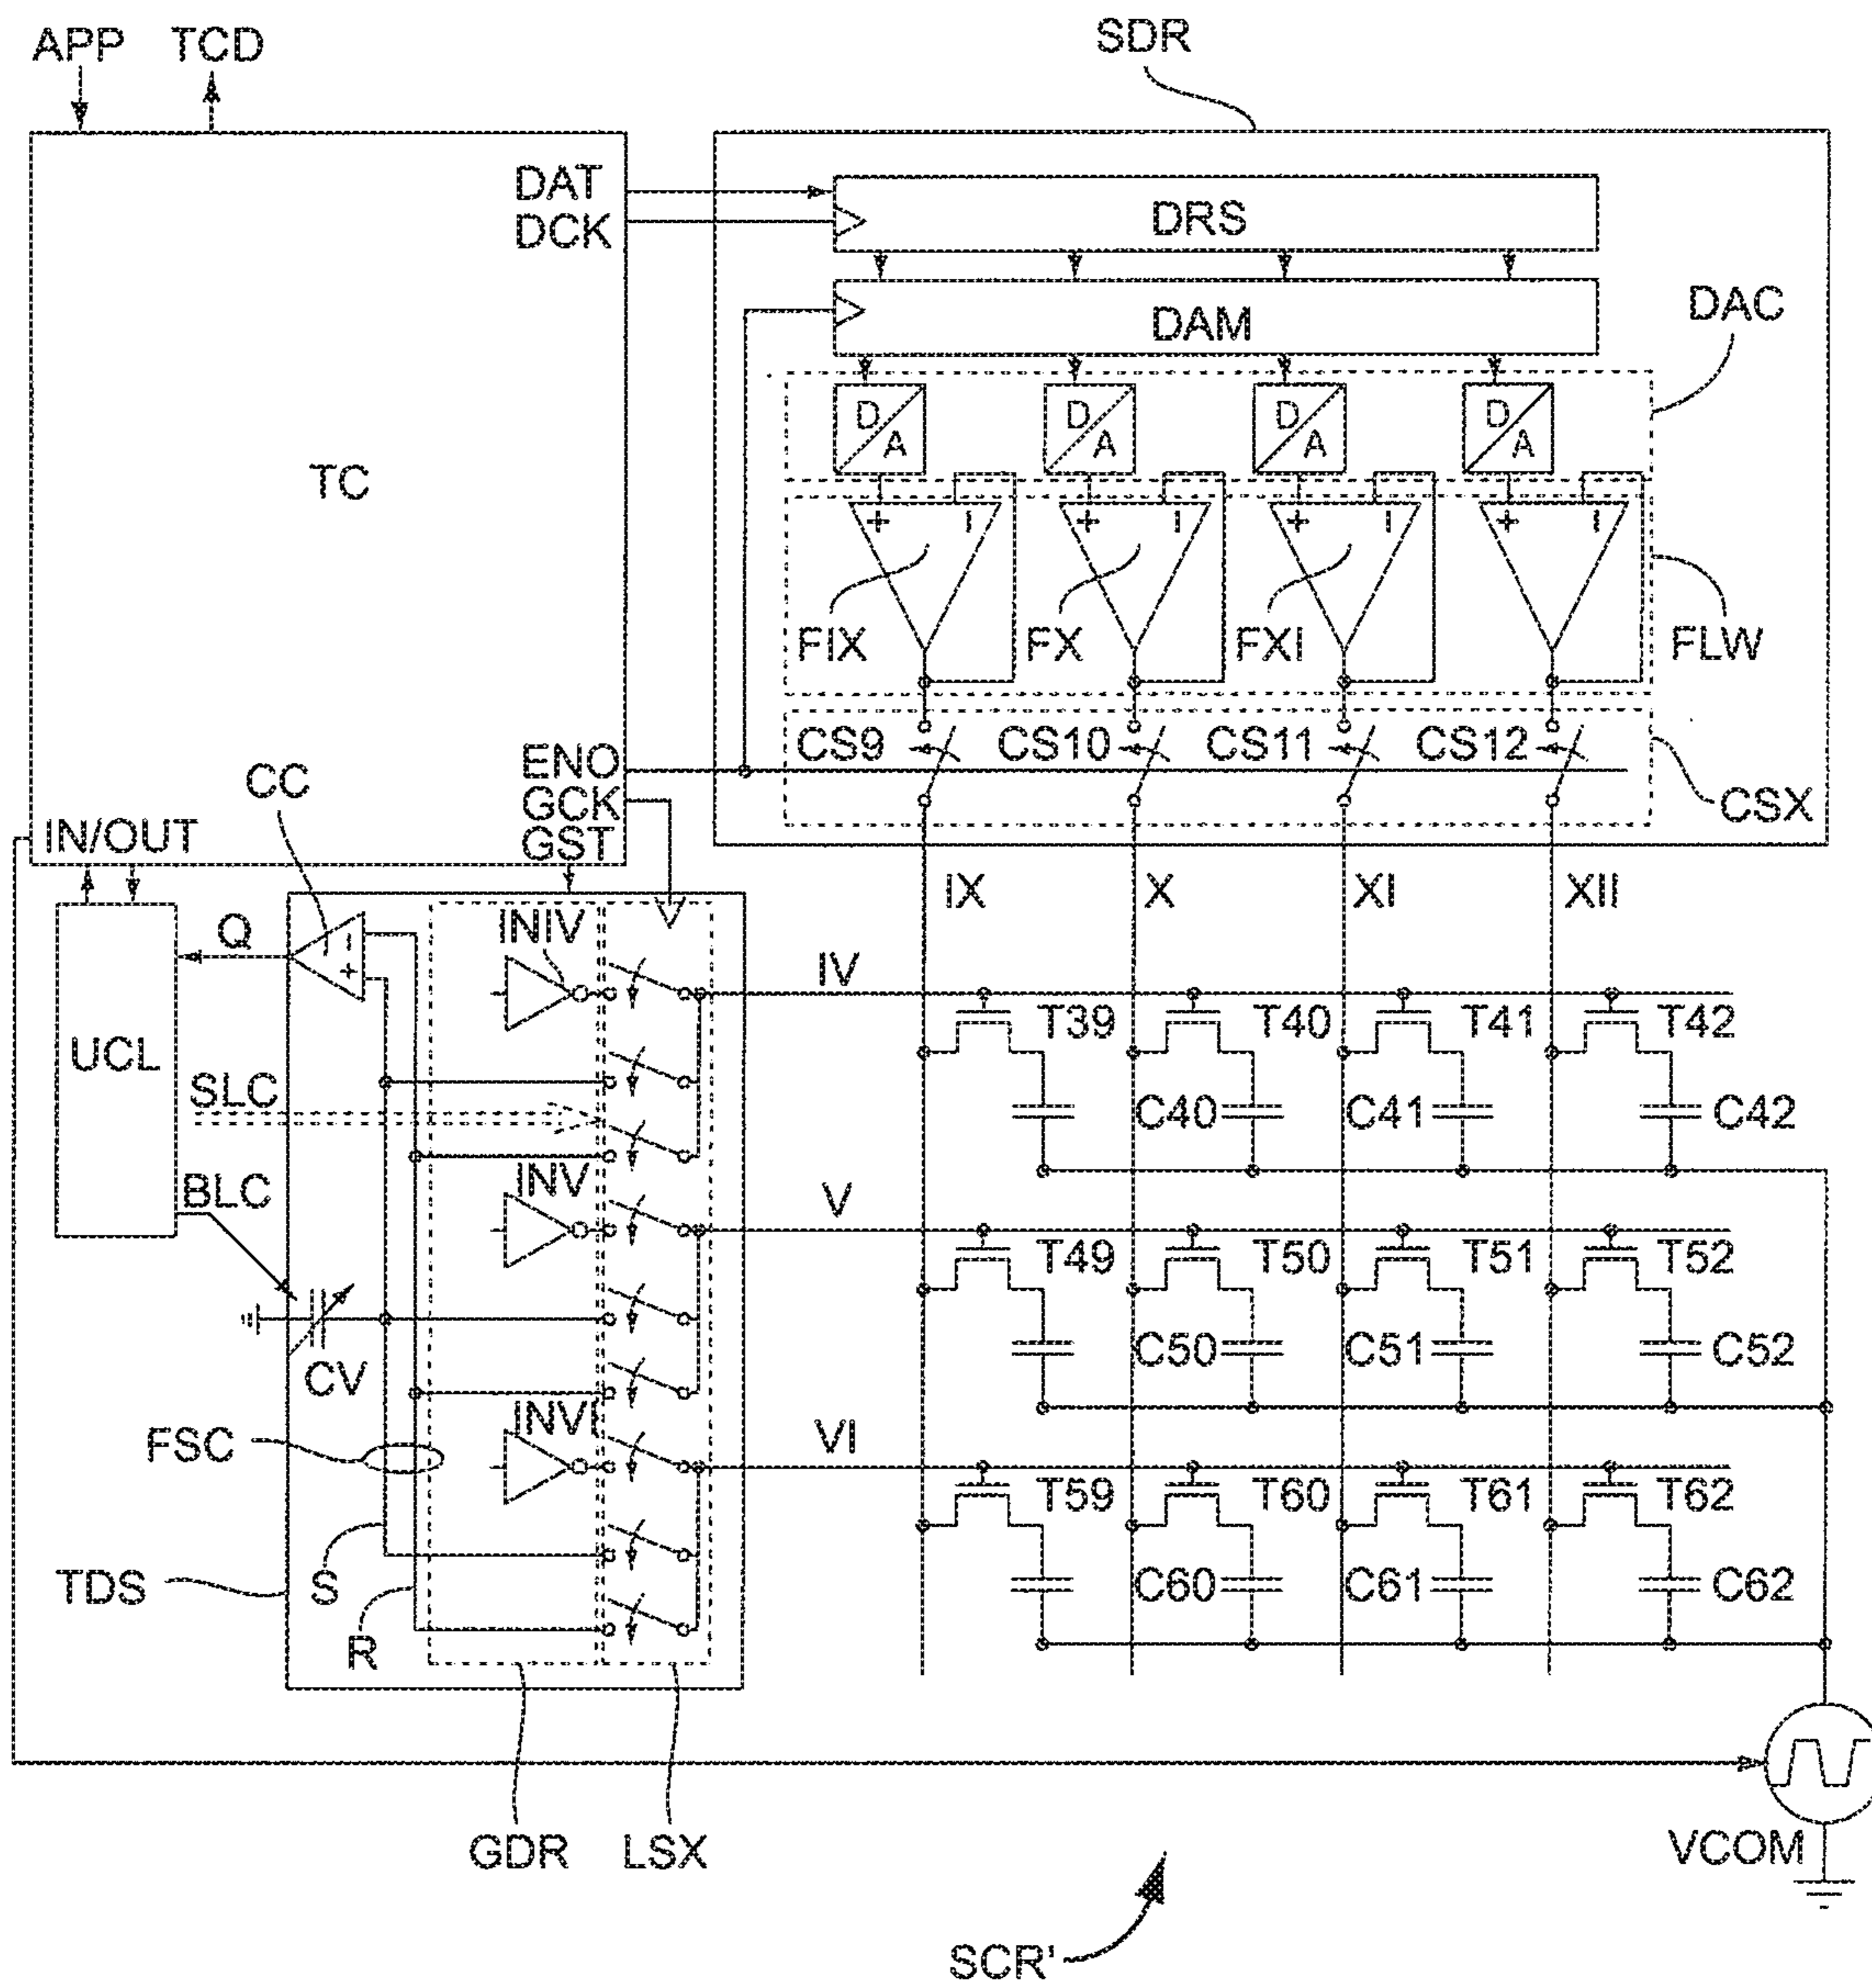 APP TCD SDR
DAT
DCK
DRS
DAM
DAC
TC
D/A D/A D/A D/A
+ − + − + − + −
FIX FX FXI FLW
CS9 CS10 CS11 CS12
CSX
ENO
GCK
GST
CC
IN/OUT
IX X XI XII
Q
− +
INIV
IV
UCL
T39 T40 T41 T42
SLC
C40 C41 C42
BLC
INV
V
T49 T50 T51 T52
CV
C50 C51 C52
FSC
INVI
VI
T59 T60 T61 T62
TDS
S
C60 C61 C62
R
GDR LSX
VCOM
SCR'